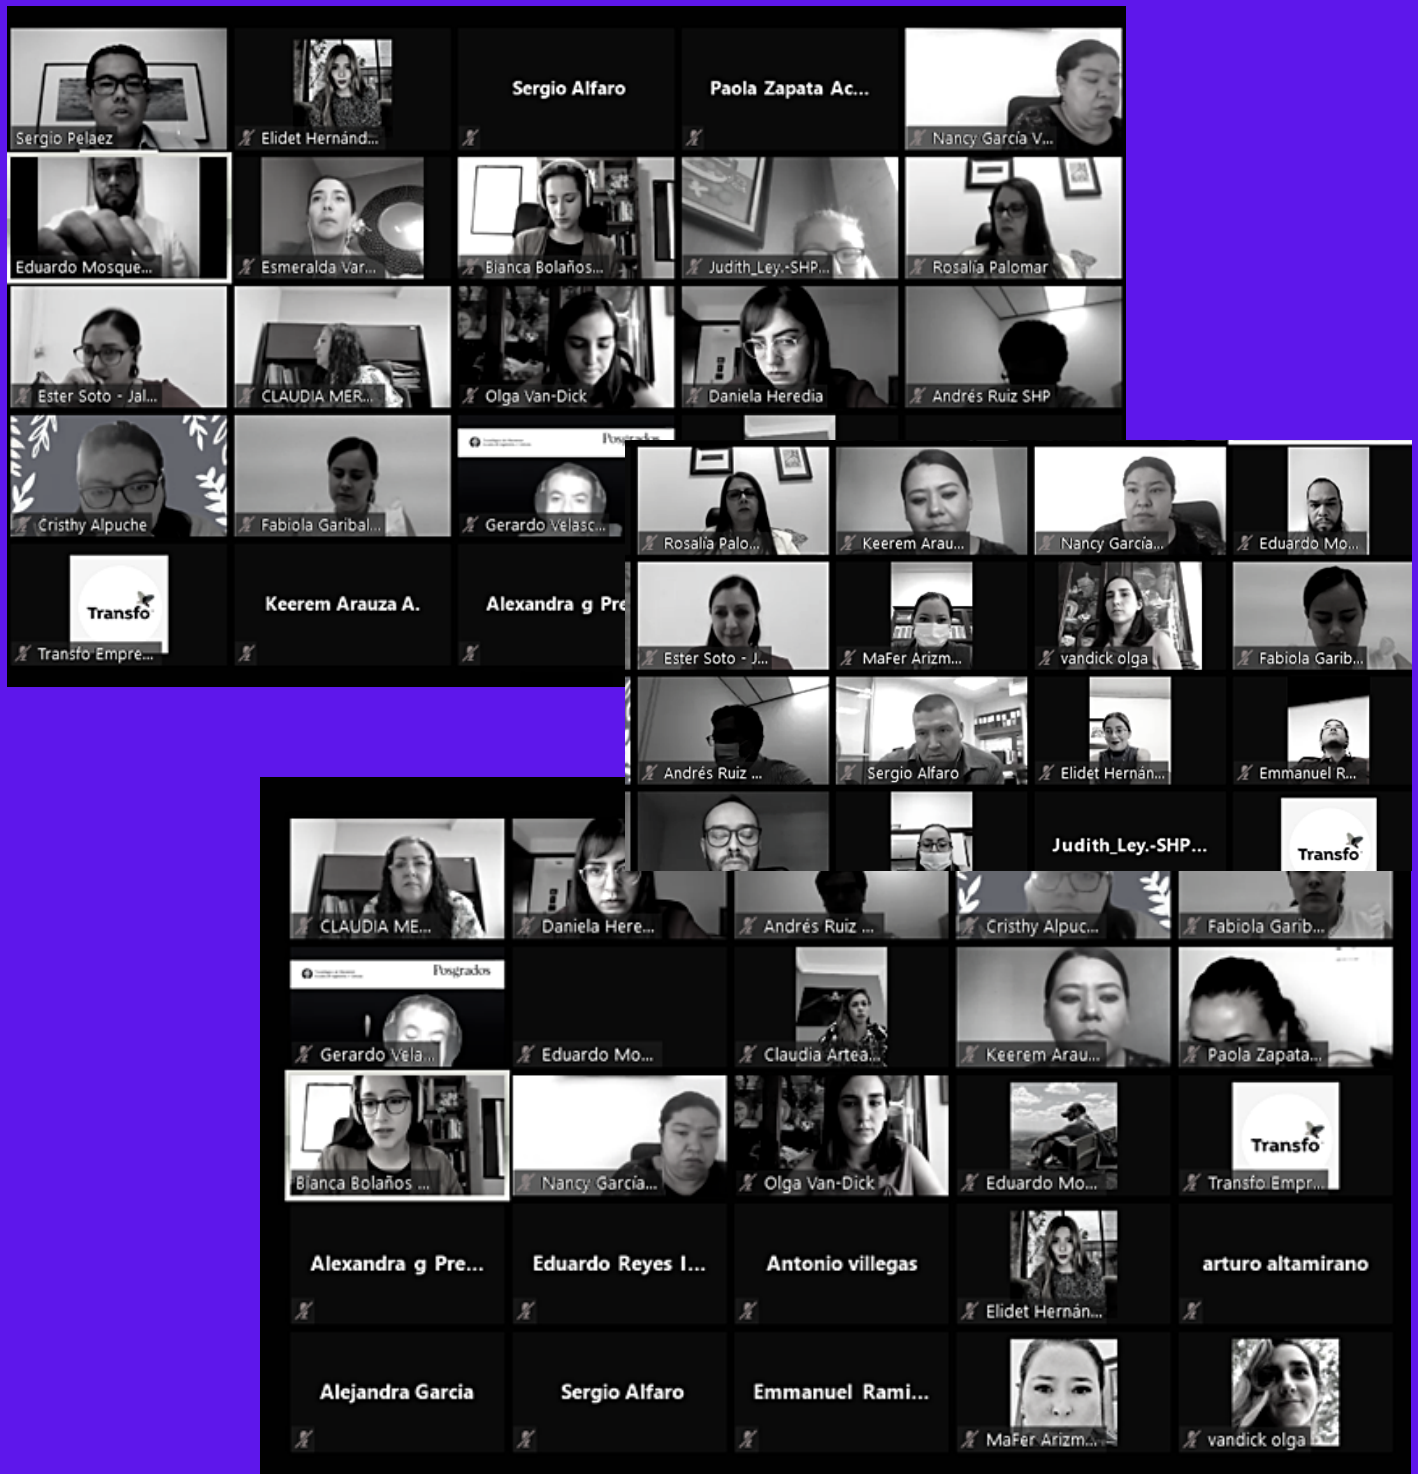 Sergio Pelaez
Elidet Hernánd...
Sergio Alfaro
Paola Zapata Ac...
Nancy García V...
Eduardo Mosque...
Esmeralda Var...
Bianca Bolaños...
Judith_Ley.-SHP...
Rosalía Palomar
Ester Soto - Jal...
CLAUDIA MER...
Olga Van-Dick
Daniela Heredia
Andrés Ruiz SHP
Cristhy Alpuche
Fabiola Garibal...
Posgrados
Gerardo Velasc...
Transfo
Transfo Empre...
Keerem Arauza A.
Alexandra g Pre
Rosalía Palo...
Keerem Arau...
Nancy García...
Eduardo Mo...
Ester Soto - J...
MaFer Arizm...
vandick olga
Fabiola Garib...
Andrés Ruiz ...
Sergio Alfaro
Elidet Hernán...
Emmanuel R...
Judith_Ley.-SHP...
Transfo
CLAUDIA ME...
Daniela Here...
Andrés Ruiz ...
Cristhy Alpuc...
Fabiola Garib...
Posgrados
Gerardo Vela...
Eduardo Mo...
Claudia Artea...
Keerem Arau...
Paola Zapata...
Bianca Bolaños ...
Nancy García...
Olga Van-Dick
Eduardo Mo...
Transfo
Transfo Empr...
Alexandra g Pre...
Eduardo Reyes I...
Antonio villegas
Elidet Hernán...
arturo altamirano
Alejandra Garcia
Sergio Alfaro
Emmanuel Rami...
MaFer Arizm...
vandick olga